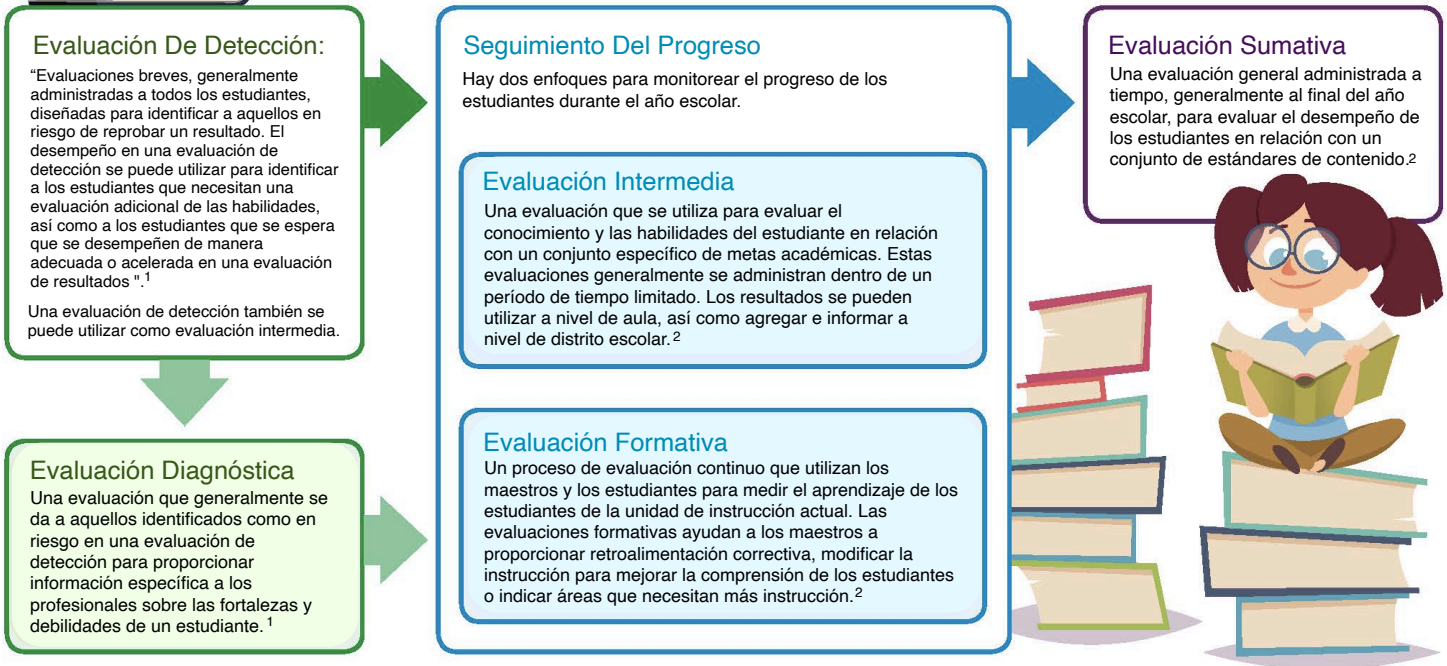 Evaluación De Detección:
“Evaluaciones breves, generalmente
administradas a todos los estudiantes,
diseñadas para identificar a aquellos en
riesgo de reprobar un resultado. El
desempeño en una evaluación de
detección se puede utilizar para identificar
a los estudiantes que necesitan una
evaluación adicional de las habilidades,
así como a los estudiantes que se espera
que se desempeñen de manera
adecuada o acelerada en una evaluación
de resultados ".1
Una evaluación de detección también se
puede utilizar como evaluación intermedia.
Evaluación Diagnóstica
Una evaluación que generalmente se
da a aquellos identificados como en
riesgo en una evaluación de
detección para proporcionar
información específica a los
profesionales sobre las fortalezas y
debilidades de un estudiante.1
Seguimiento Del Progreso
Hay dos enfoques para monitorear el progreso de los
estudiantes durante el año escolar.
Evaluación Intermedia
Una evaluación que se utiliza para evaluar el
conocimiento y las habilidades del estudiante en relación
con un conjunto específico de metas académicas. Estas
evaluaciones generalmente se administran dentro de un
período de tiempo limitado. Los resultados se pueden
utilizar a nivel de aula, así como agregar e informar a
nivel de distrito escolar.2
Evaluación Formativa
Un proceso de evaluación continuo que utilizan los
maestros y los estudiantes para medir el aprendizaje de los
estudiantes de la unidad de instrucción actual. Las
evaluaciones formativas ayudan a los maestros a
proporcionar retroalimentación correctiva, modificar la
instrucción para mejorar la comprensión de los estudiantes
o indicar áreas que necesitan más instrucción.2
Evaluación Sumativa
Una evaluación general administrada a
tiempo, generalmente al final del año
escolar, para evaluar el desempeño de
los estudiantes en relación con un
conjunto de estándares de contenido.2